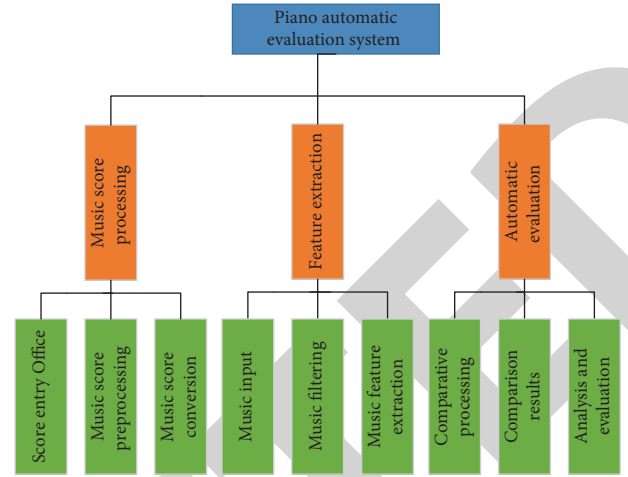 Piano automatic
evaluation system
Music score
processing
Feature extraction
Automatic
evaluation
Score entry Office
Music score
preprocessing
Music score
conversion
Music input
Music filtering
Music feature
extraction
Comparative
processing
Comparison
results
Analysis and
evaluation